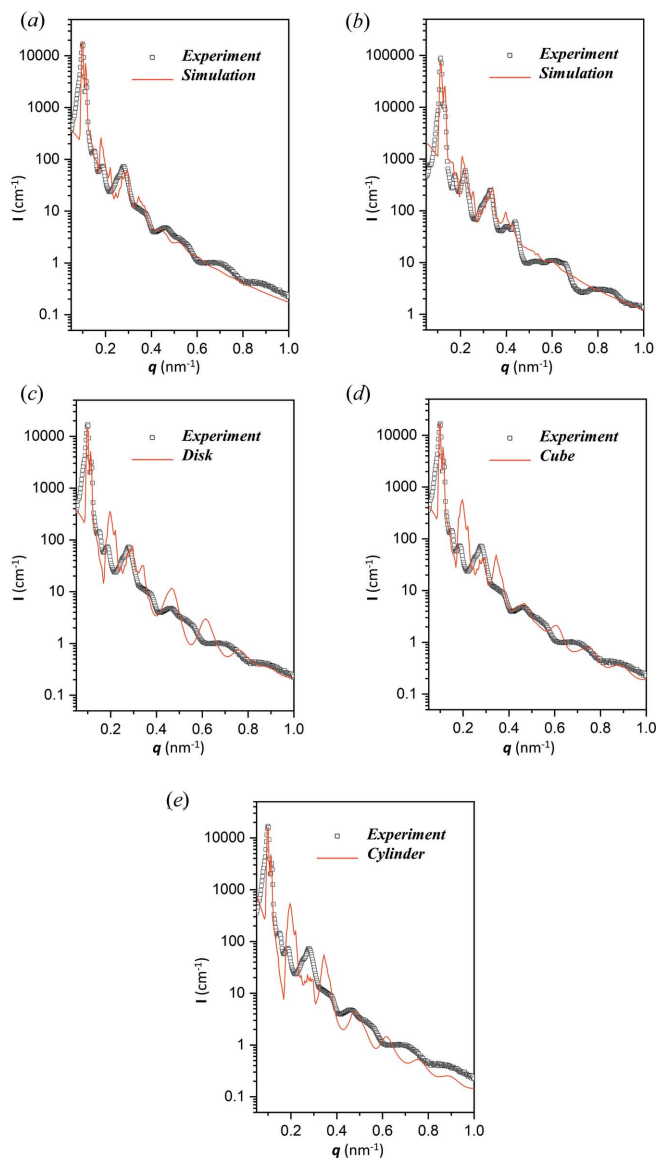 (a)
I (cm⁻¹)
10000
1000
100
10
1
0.1
Experiment
Simulation
0.2 0.4 0.6 0.8 1.0
q (nm⁻¹)
(b)
I (cm⁻¹)
100000
10000
1000
100
10
1
Experiment
Simulation
0.2 0.4 0.6 0.8 1.0
q (nm⁻¹)
(c)
I (cm⁻¹)
10000
1000
100
10
1
0.1
Experiment
Disk
0.2 0.4 0.6 0.8 1.0
q (nm⁻¹)
(d)
I (cm⁻¹)
10000
1000
100
10
1
0.1
Experiment
Cube
0.2 0.4 0.6 0.8 1.0
q (nm⁻¹)
(e)
I (cm⁻¹)
10000
1000
100
10
1
0.1
Experiment
Cylinder
0.2 0.4 0.6 0.8 1.0
q (nm⁻¹)